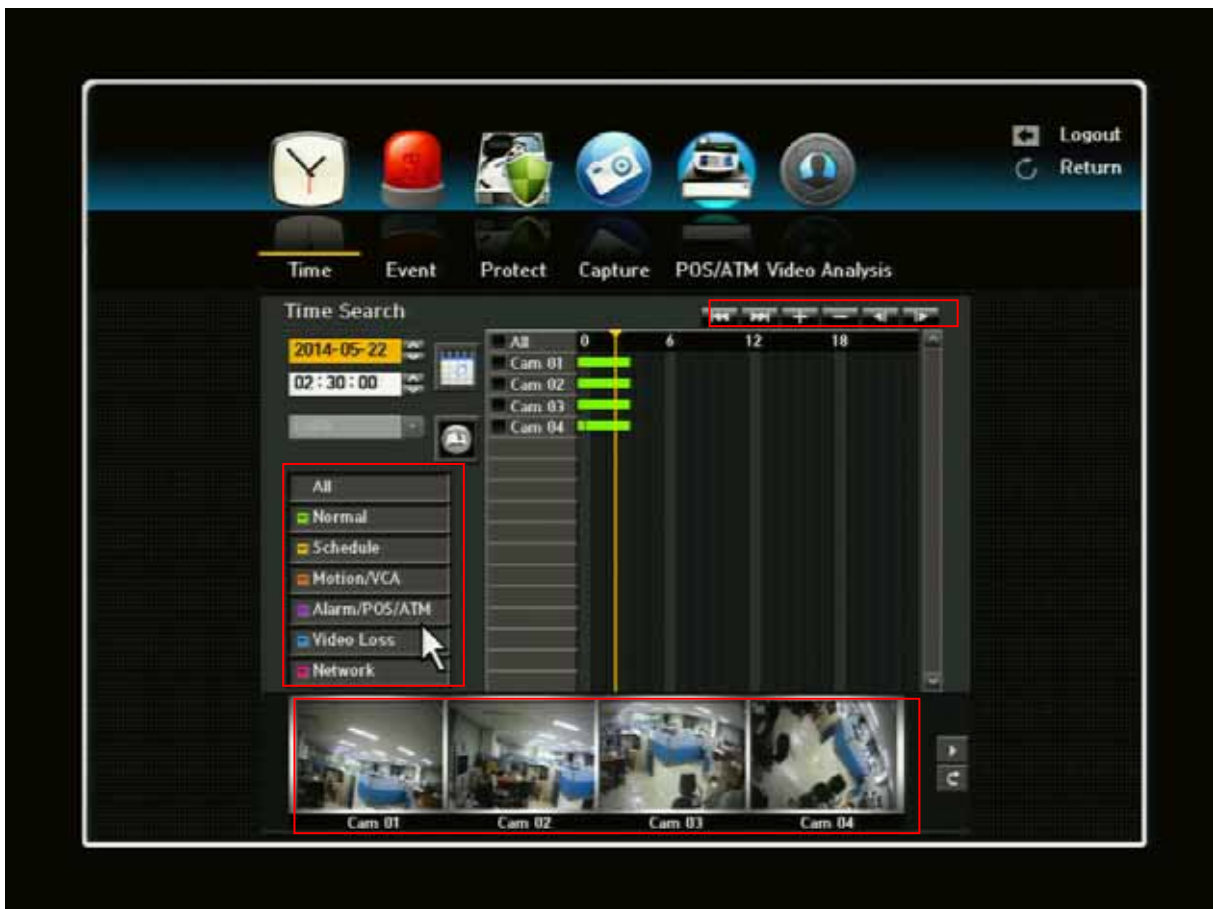 Logout
Return
Time Event Protect Capture POS/ATM Video Analysis
Time Search
2014-05-22
02:30:00
All 0 6 12 18
Cam 01
Cam 02
Cam 03
Cam 04
All
Normal
Schedule
Motion/VCA
Alarm/POS/ATM
Video Loss
Network
Cam 01 Cam 02 Cam 03 Cam 04